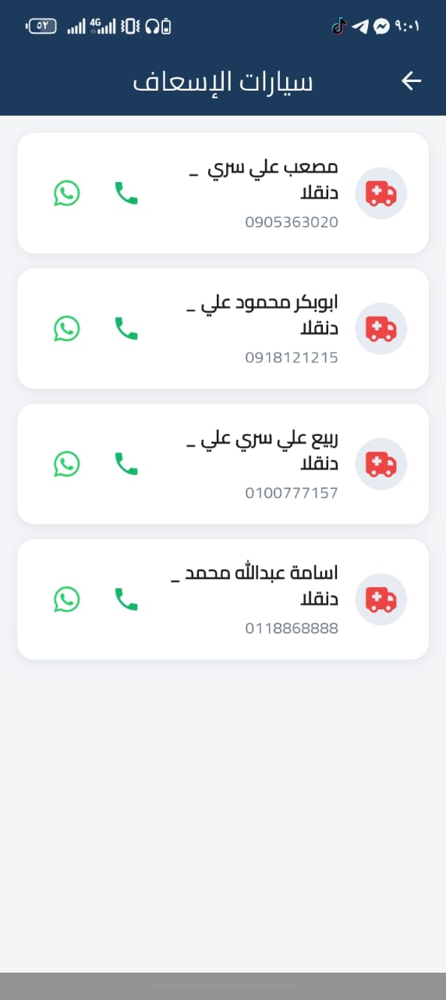 ٥٢
4G
٩:٠١
سيارات الإسعاف
مصعب علي سري _
دنقلا
0905363020
ابوبكر محمود علي _
دنقلا
0918121215
ربيع علي سري علي _
دنقلا
0100777157
اسامة عبدالله محمد _
دنقلا
0118868888